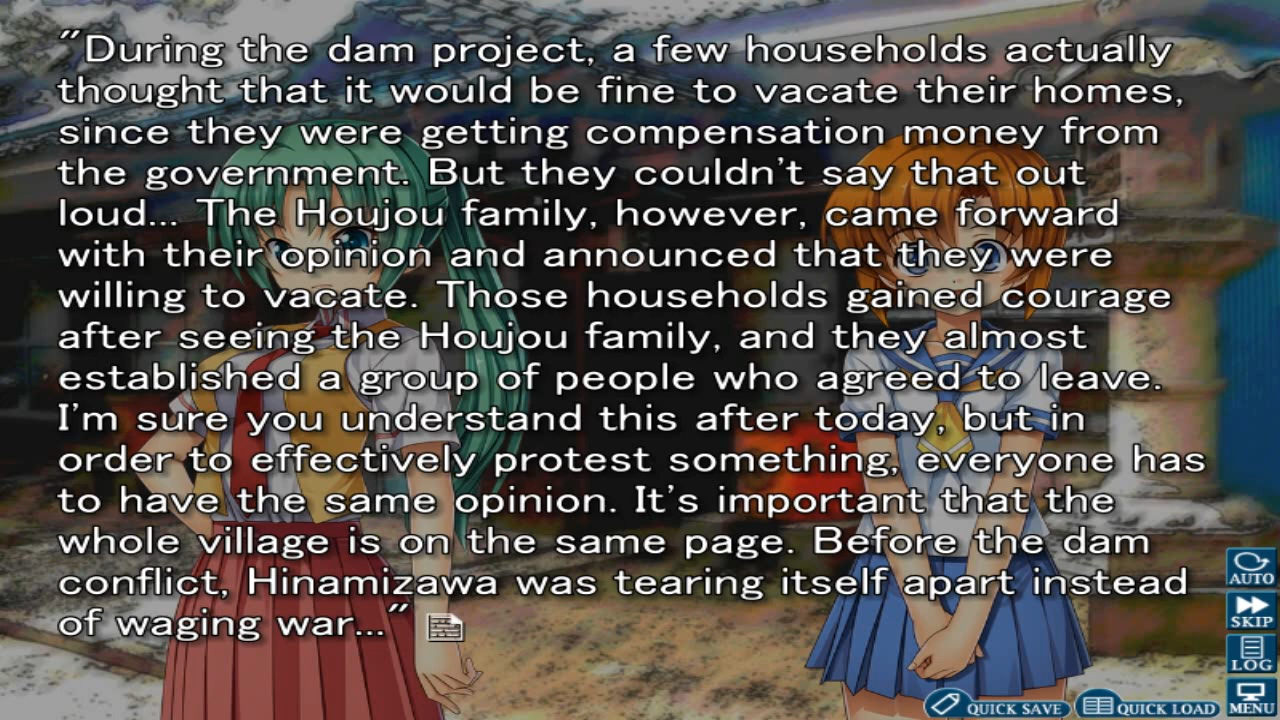 "During the dam project, a few households actually
thought that it would be fine to vacate their homes,
since they were getting compensation money from
the government. But they couldn't say that out
loud... The Houjou family, however, came forward
with their opinion and announced that they were
willing to vacate. Those households gained courage
after seeing the Houjou family, and they almost
established a group of people who agreed to leave.
I'm sure you understand this after today, but in
order to effectively protest something, everyone has
to have the same opinion. It's important that the
whole village is on the same page. Before the dam
conflict, Hinamizawa was tearing itself apart instead
of waging war..."
AUTO
SKIP
LOG
MENU
QUICK SAVE
QUICK LOAD